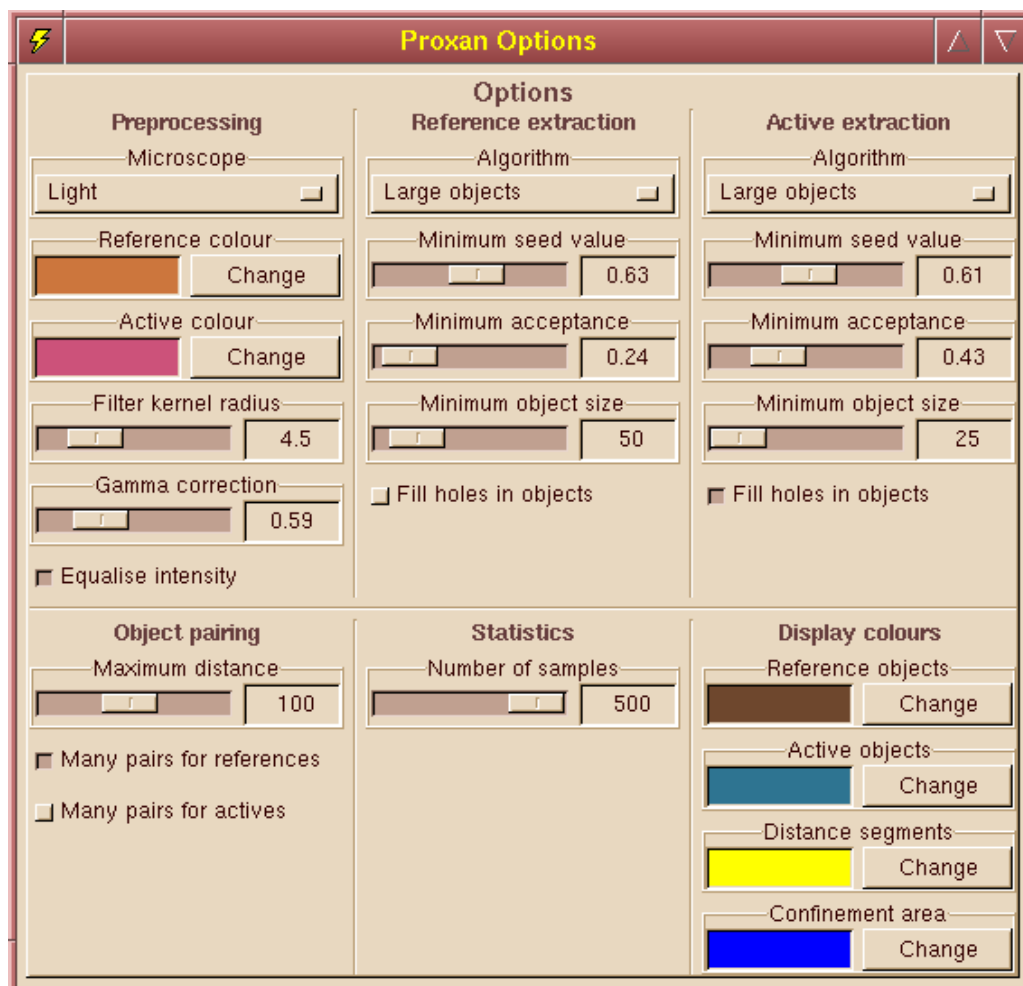 Proxan Options
Options
Preprocessing
Microscope
Light
Reference colour
Change
Active colour
Change
Filter kernel radius
4.5
Gamma correction
0.59
Equalise intensity
Reference extraction
Algorithm
Large objects
Minimum seed value
0.63
Minimum acceptance
0.24
Minimum object size
50
Fill holes in objects
Active extraction
Algorithm
Large objects
Minimum seed value
0.61
Minimum acceptance
0.43
Minimum object size
25
Fill holes in objects
Object pairing
Maximum distance
100
Many pairs for references
Many pairs for actives
Statistics
Number of samples
500
Display colours
Reference objects
Change
Active objects
Change
Distance segments
Change
Confinement area
Change